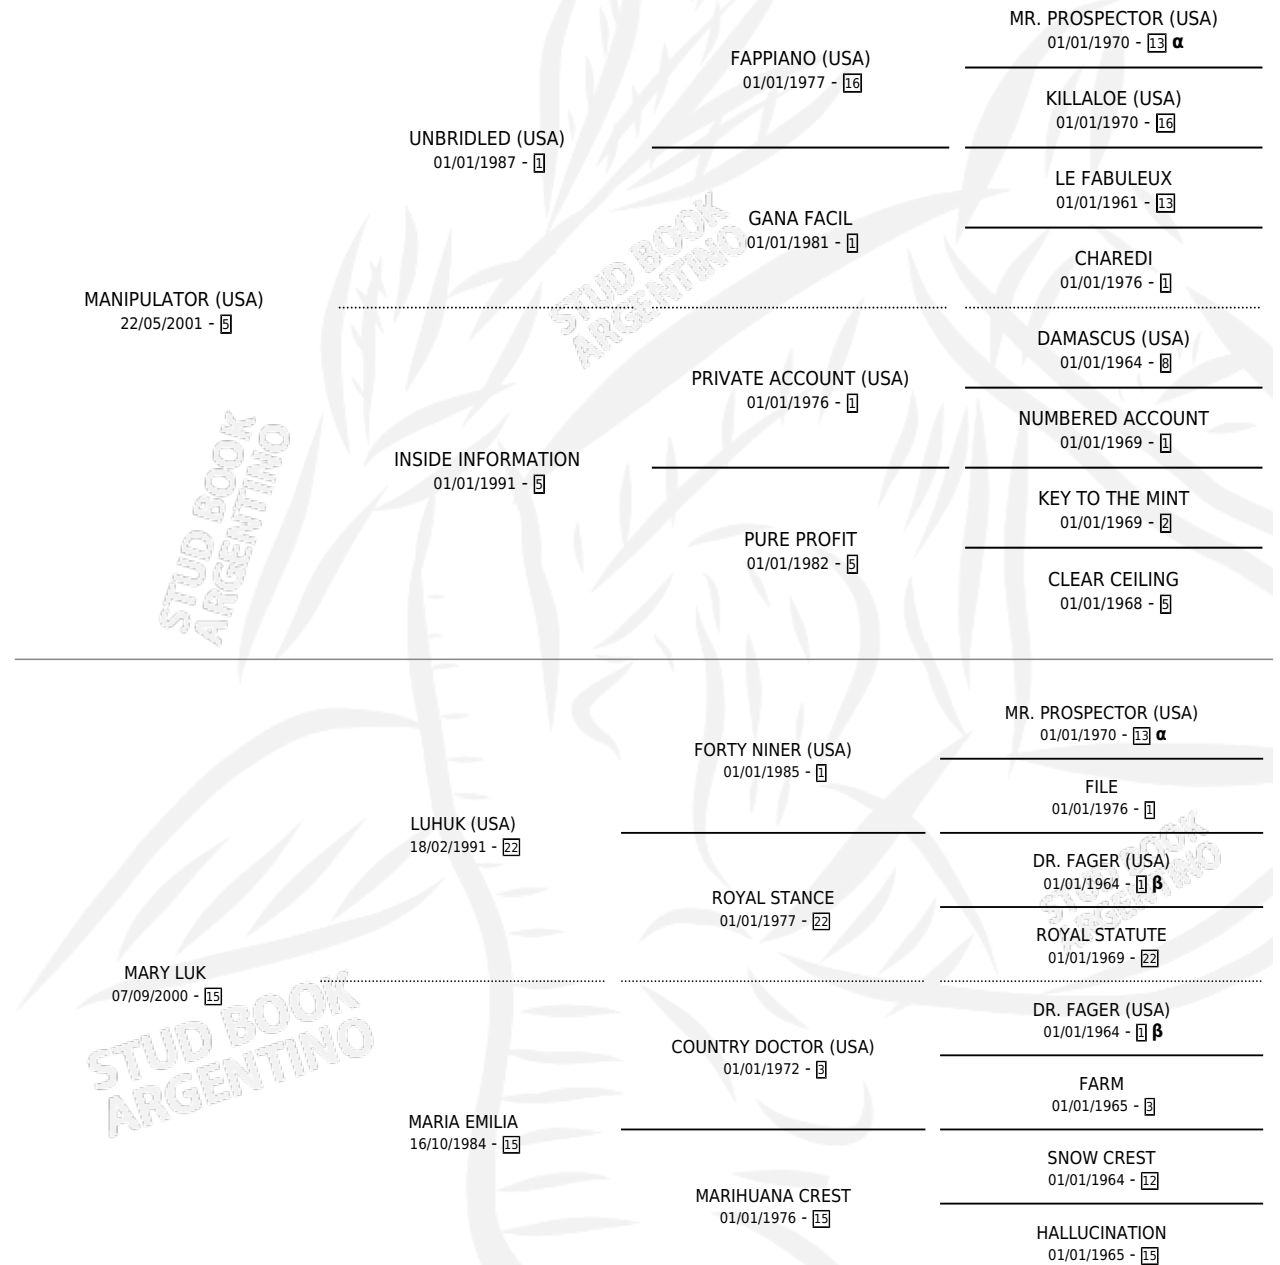 MR. PROSPECTOR (USA)
01/01/1970 - 13 α
FAPPIANO (USA)
01/01/1977 - 16
KILLALOE (USA)
01/01/1970 - 16
UNBRIDLED (USA)
01/01/1987 - 1
LE FABULEUX
01/01/1961 - 13
GANA FACIL
01/01/1981 - 1
CHAREDI
01/01/1976 - 1
MANIPULATOR (USA)
22/05/2001 - 5
DAMASCUS (USA)
01/01/1964 - 8
PRIVATE ACCOUNT (USA)
01/01/1976 - 1
NUMBERED ACCOUNT
01/01/1969 - 1
INSIDE INFORMATION
01/01/1991 - 5
KEY TO THE MINT
01/01/1969 - 2
PURE PROFIT
01/01/1982 - 5
CLEAR CEILING
01/01/1968 - 5
STUD BOOK
ARGENTINO
STUD BOOK
ARGENTINO
MR. PROSPECTOR (USA)
01/01/1970 - 13 α
FORTY NINER (USA)
01/01/1985 - 1
FILE
01/01/1976 - 1
LUHUK (USA)
18/02/1991 - 22
DR. FAGER (USA)
01/01/1964 - 1 β
ROYAL STANCE
01/01/1977 - 22
ROYAL STATUTE
01/01/1969 - 22
MARY LUK
07/09/2000 - 15
DR. FAGER (USA)
01/01/1964 - 1 β
COUNTRY DOCTOR (USA)
01/01/1972 - 3
FARM
01/01/1965 - 3
MARIA EMILIA
16/10/1984 - 15
SNOW CREST
01/01/1964 - 12
MARIHUANA CREST
01/01/1976 - 15
HALLUCINATION
01/01/1965 - 15
STUD BOOK
ARGENTINO
STUD BOOK
ARGENTINO